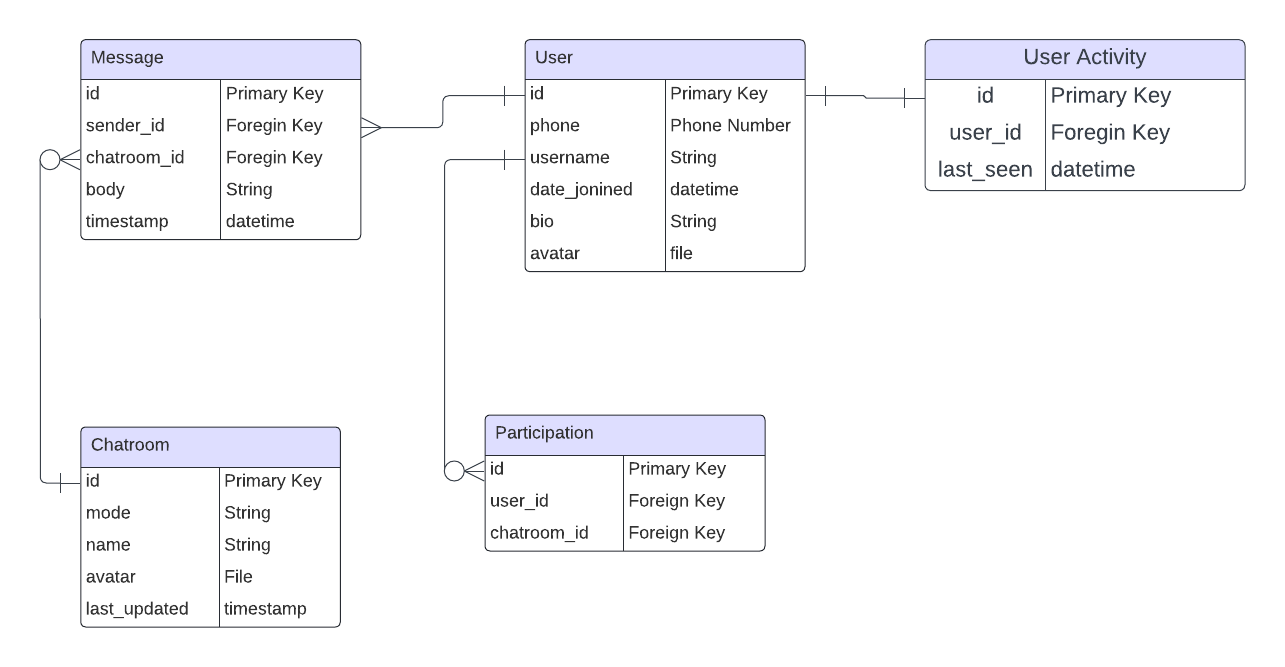 Message
id Primary Key
sender_id Foregin Key
chatroom_id Foregin Key
body String
timestamp datetime
User
id Primary Key
phone Phone Number
username String
date_jonined datetime
bio String
avatar file
User Activity
id Primary Key
user_id Foregin Key
last_seen datetime
Chatroom
id Primary Key
mode String
name String
avatar File
last_updated timestamp
Participation
id Primary Key
user_id Foreign Key
chatroom_id Foreign Key